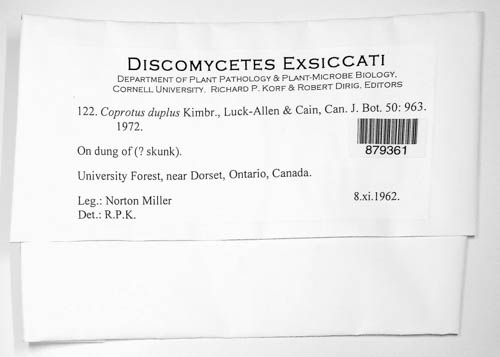 DISCOMYCETES EXSICCATI
DEPARTMENT OF PLANT PATHOLOGY & PLANT-MICROBE BIOLOGY,
CORNELL UNIVERSITY. RICHARD P. KORF & ROBERT DIRIG, EDITORS
122. Coprotus duplus Kimbr., Luck-Allen & Cain, Can. J. Bot. 50: 963.
1972.
879361
On dung of (? skunk).
University Forest, near Dorset, Ontario, Canada.
Leg.: Norton Miller 8.xi.1962.
Det.: R.P.K.